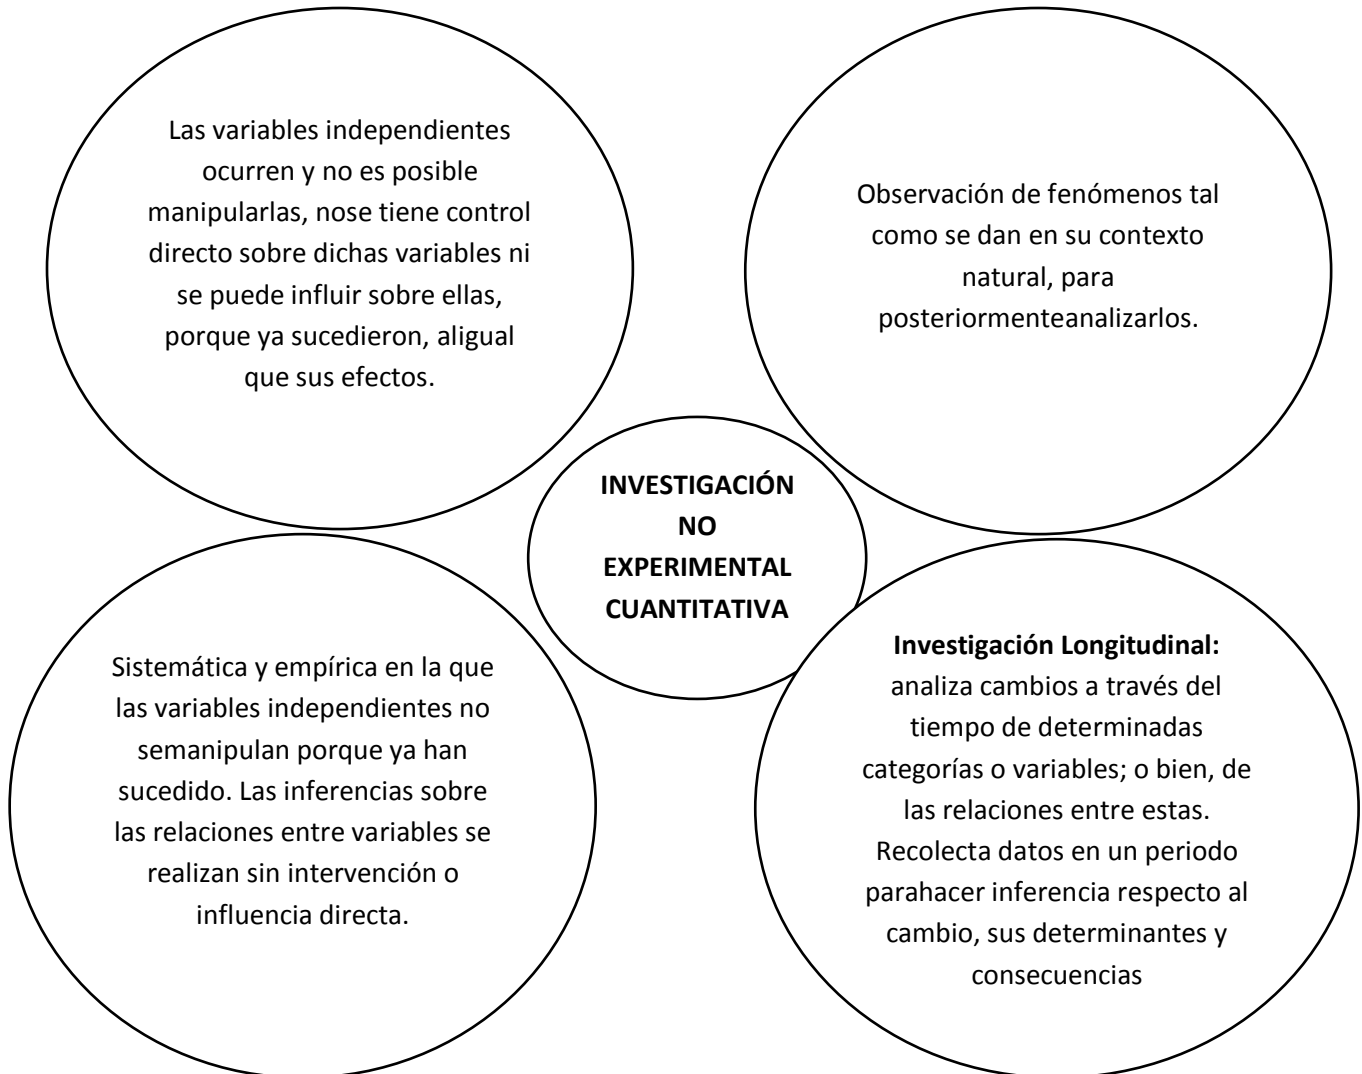 Las variables independientes
ocurren y no es posible
manipularlas, nose tiene control
directo sobre dichas variables ni
se puede influir sobre ellas,
porque ya sucedieron, aligual
que sus efectos.
Observación de fenómenos tal
como se dan en su contexto
natural, para
posteriormenteanalizarlos.
INVESTIGACIÓN
NO
EXPERIMENTAL
CUANTITATIVA
Sistemática y empírica en la que
las variables independientes no
semanipulan porque ya han
sucedido. Las inferencias sobre
las relaciones entre variables se
realizan sin intervención o
influencia directa.
Investigación Longitudinal:
analiza cambios a través del
tiempo de determinadas
categorías o variables; o bien, de
las relaciones entre estas.
Recolecta datos en un periodo
parahacer inferencia respecto al
cambio, sus determinantes y
consecuencias